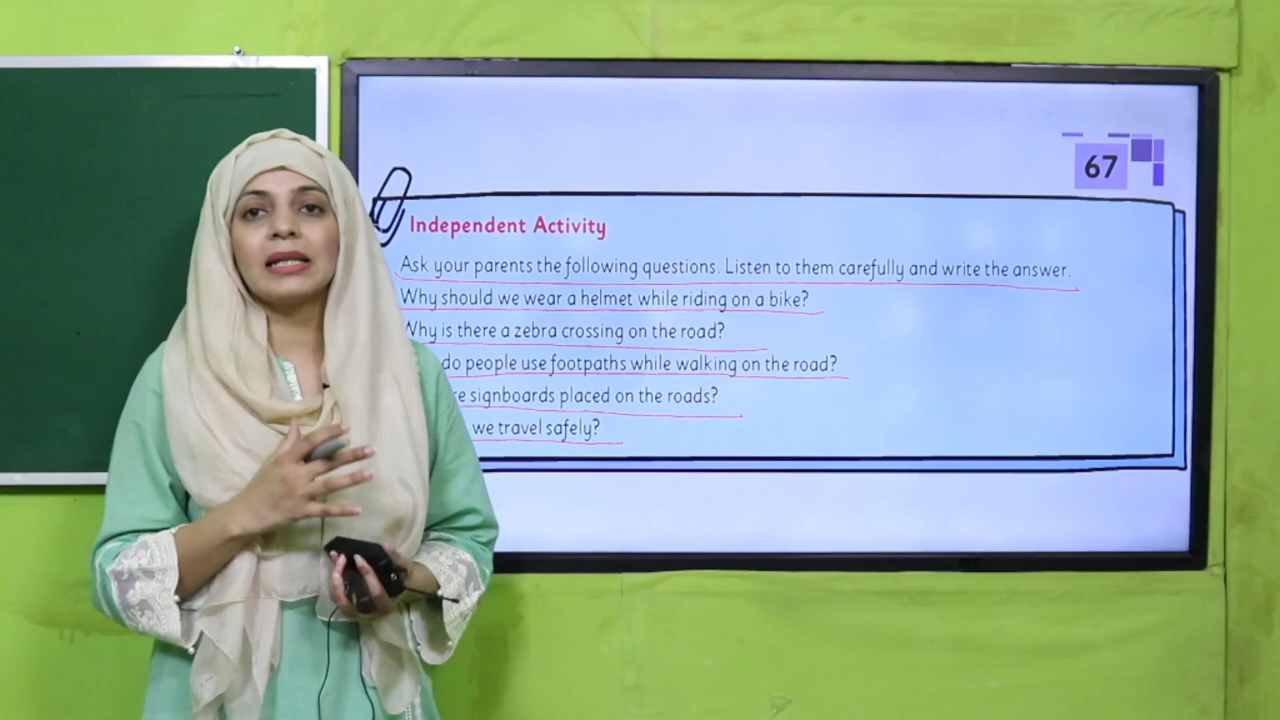 67
Independent Activity
Ask your parents the following questions. Listen to them carefully and write the answer.
Why should we wear a helmet while riding on a bike?
Why is there a zebra crossing on the road?
do people use footpaths while walking on the road?
signboards placed on the roads?
we travel safely?